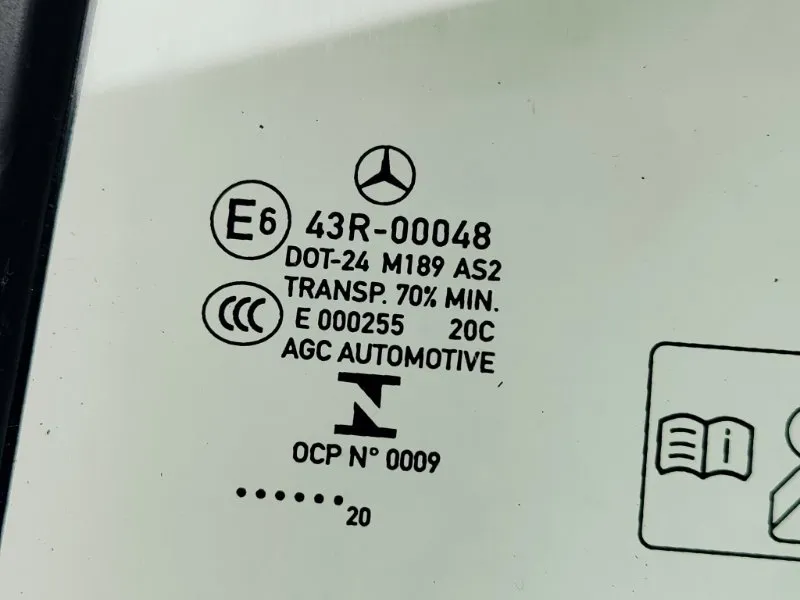 E6 43R-00048
DOT-24 M189 AS2
TRANSP. 70% MIN.
CCC E 000255 20C
AGC AUTOMOTIVE
OCP N° 0009
...... 20
i